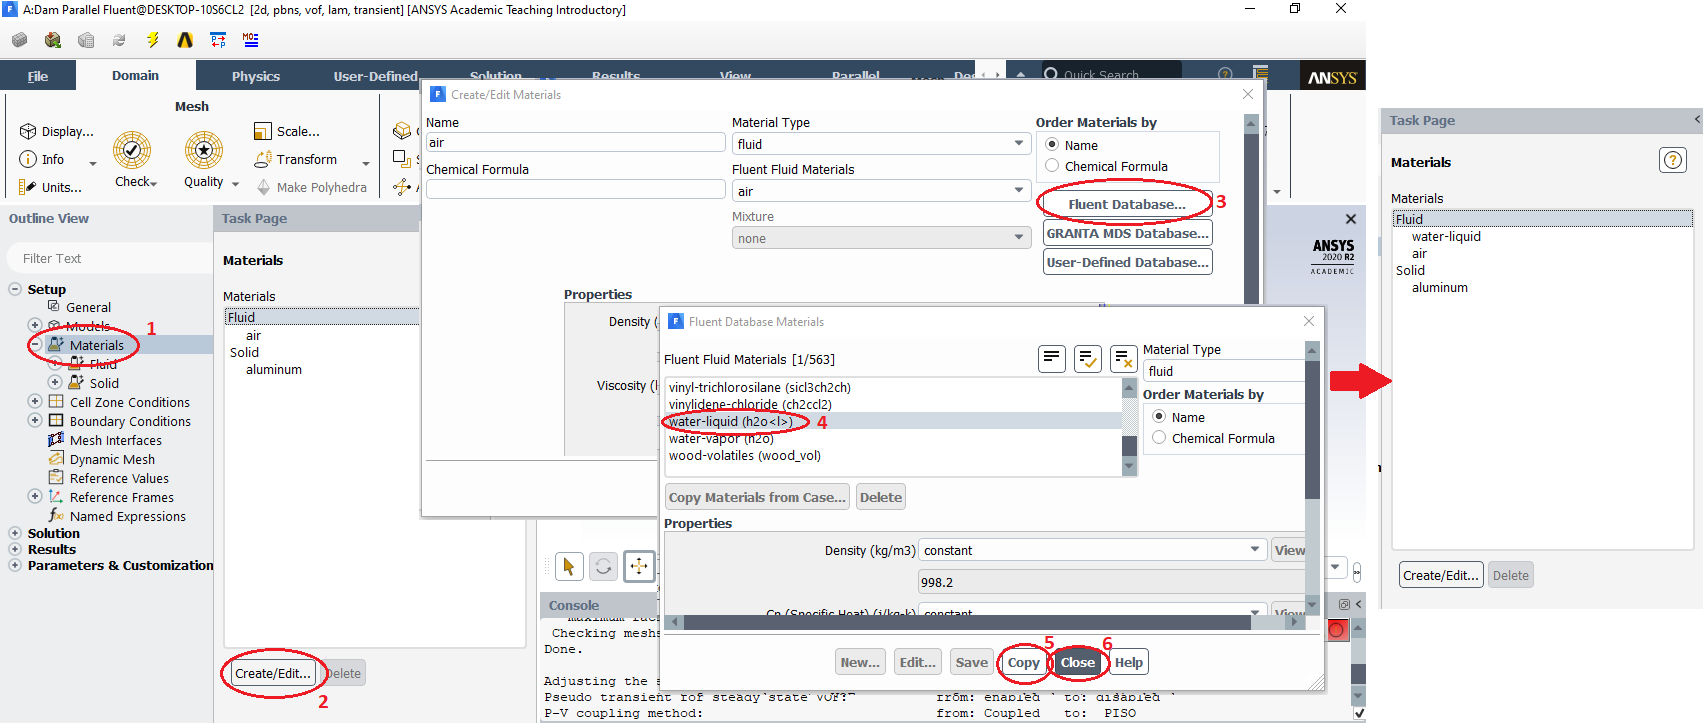 A:Dam Parallel Fluent@DESKTOP-10S6CL2 [2d, pbns, vof, lam, transient] [ANSYS Academic Teaching Introductory]
File
Domain
Physics
User-Defined
Solution
Results
View
Parallel
Quick Search
ANSYS
Mesh
Display...
Info
Units...
Check
Quality
Scale...
Transform
Make Polyhedra
Outline View
Filter Text
Setup
General
Models
Materials
1
Fluid
Solid
Cell Zone Conditions
Boundary Conditions
Mesh Interfaces
Dynamic Mesh
Reference Values
Reference Frames
Named Expressions
Solution
Results
Parameters & Customization
Task Page
Materials
Materials
Fluid
air
Solid
aluminum
Create/Edit...
Delete
2
Create/Edit Materials
Name
air
Chemical Formula
Material Type
fluid
Fluent Fluid Materials
air
Mixture
none
Order Materials by
Name
Chemical Formula
Fluent Database...
3
GRANTA MDS Database...
User-Defined Database...
Properties
Density
Viscosity
ANSYS
2020 R2
ACADEMIC
Fluent Database Materials
Fluent Fluid Materials [1/563]
vinyl-trichlorosilane (sicl3ch2ch)
vinylidene-chloride (ch2ccl2)
water-liquid (h2o<l>)
4
water-vapor (h2o)
wood-volatiles (wood_vol)
Material Type
fluid
Order Materials by
Name
Chemical Formula
Copy Materials from Case...
Delete
Properties
Density (kg/m3)
constant
View
998.2
Cp (Specific Heat) (j/kg-k)
constant
View
New...
Edit...
Save
Copy
5
Close
6
Help
Console
Checking mesh
Done.
Adjusting the
Pseudo transient for steady state VOF: from: enabled to: disabled
P-V coupling method: from: Coupled to: PISO
Task Page
Materials
Materials
Fluid
water-liquid
air
Solid
aluminum
Create/Edit...
Delete